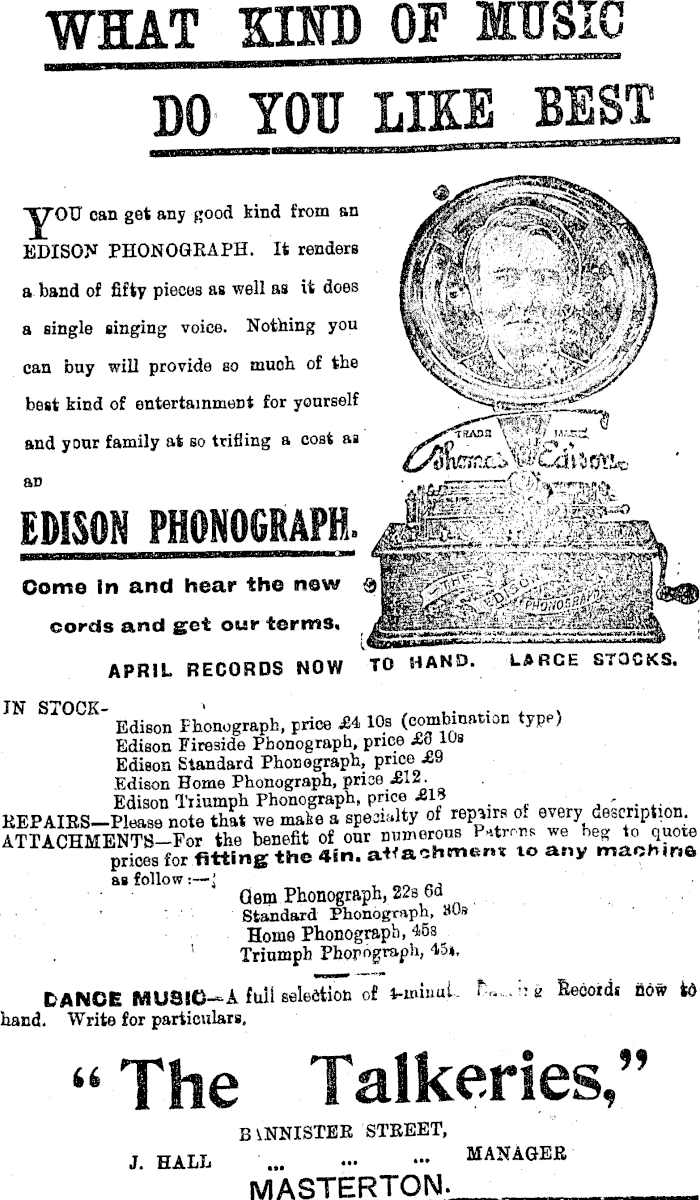 WHAT KIND OF MUSIC
DO YOU LIKE BEST
YOU can get any good kind from an
EDISON PHONOGRAPH. It renders
a band of fifty pieces as well as it does
a single singing voice. Nothing you
can buy will provide so much of the
best kind of entertainment for yourself
and your family at so trifling a cost as
an
EDISON PHONOGRAPH.
TRADE MARK
Thomas A Edison
THE EDISON PHONOGRAPH
Come in and hear the new
cords and get our terms.
APRIL RECORDS NOW TO HAND. LARGE STOCKS.
IN STOCK-
Edison Phonograph, price £4 10s (combination type)
Edison Fireside Phonograph, price £6 10s
Edison Standard Phonograph, price £9
Edison Home Phonograph, price £12.
Edison Triumph Phonograph, price £18
REPAIRS—Please note that we make a specialty of repairs of every description.
ATTACHMENTS—For the benefit of our numerous Patrons we beg to quote
prices for fitting the 4in. attachment to any machine
as follow:—
Gem Phonograph, 22s 6d
Standard Phonograph, 30s
Home Phonograph, 45s
Triumph Phonograph, 45s.
DANCE MUSIC—A full selection of 4-minute Records now to
hand. Write for particulars.
"The Talkeries,"
BANNISTER STREET,
J. HALL ... ... ... MANAGER
MASTERTON.